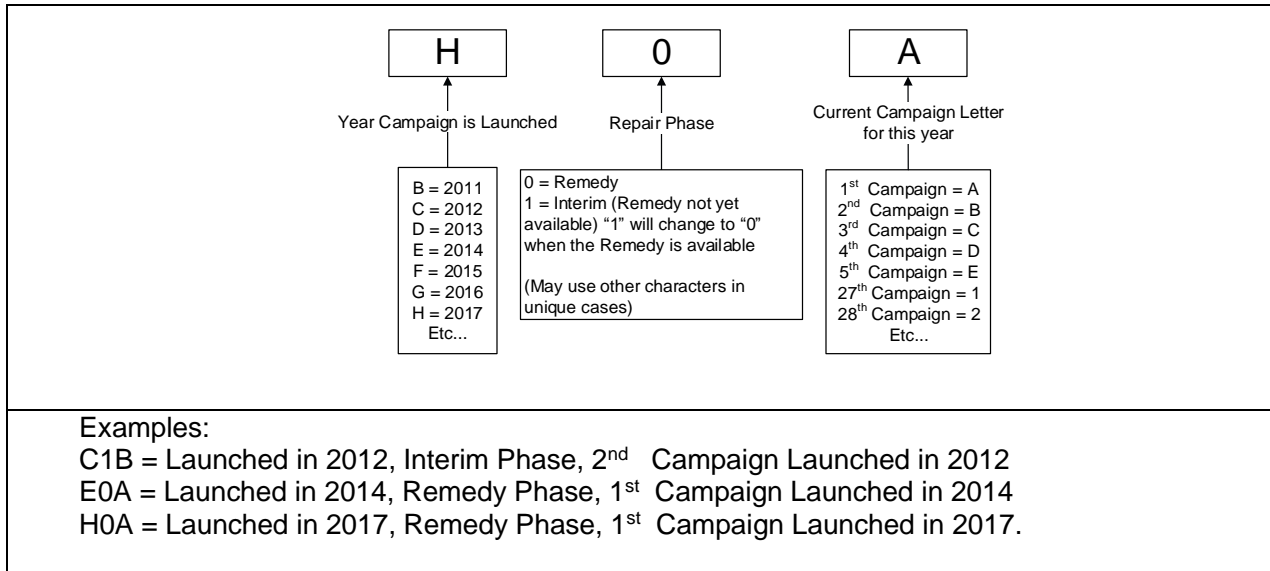 H 0 A
Year Campaign is Launched
Repair Phase
Current Campaign Letter
for this year
B = 2011
C = 2012
D = 2013
E = 2014
F = 2015
G = 2016
H = 2017
Etc...
0 = Remedy
1 = Interim (Remedy not yet
available) “1” will change to “0”
when the Remedy is available
(May use other characters in
unique cases)
1st Campaign = A
2nd Campaign = B
3rd Campaign = C
4th Campaign = D
5th Campaign = E
27th Campaign = 1
28th Campaign = 2
Etc...
Examples:
C1B = Launched in 2012, Interim Phase, 2nd Campaign Launched in 2012
E0A = Launched in 2014, Remedy Phase, 1st Campaign Launched in 2014
H0A = Launched in 2017, Remedy Phase, 1st Campaign Launched in 2017.